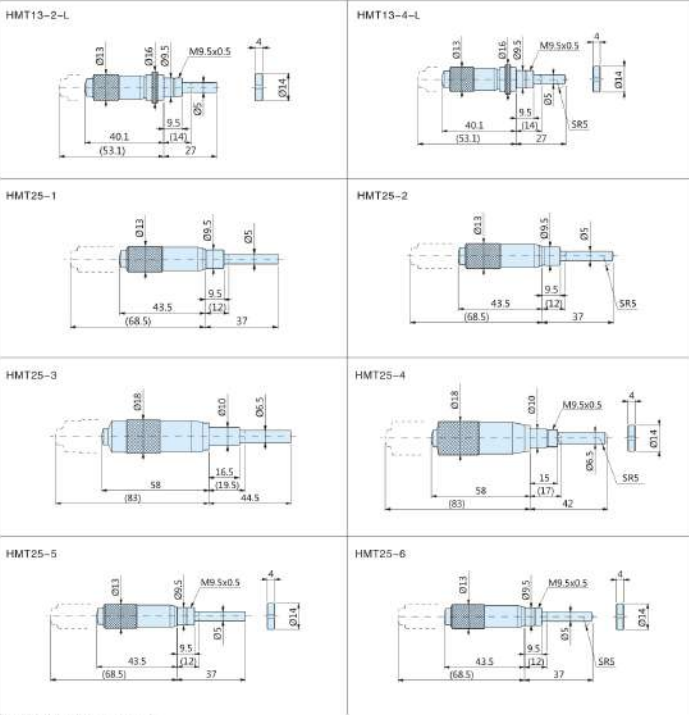 HMT13-2-L
Ø13
Ø16
Ø9.5
M9.5x0.5
4
Ø14
Ø5
9.5
40.1
(14)
(53.1)
27
HMT13-4-L
Ø13
Ø16
Ø9.5
M9.5x0.5
4
Ø14
Ø5
9.5
SR5
40.1
(14)
(53.1)
27
HMT25-1
Ø13
Ø9.5
Ø5
9.5
43.5
(12)
(68.5)
37
HMT25-2
Ø13
Ø9.5
Ø5
9.5
43.5
(12)
SR5
(68.5)
37
HMT25-3
Ø18
Ø10
Ø6.5
16.5
58
(19.5)
(83)
44.5
HMT25-4
Ø18
Ø10
M9.5x0.5
4
Ø14
Ø6.5
15
SR5
58
(17)
(83)
42
HMT25-5
Ø13
Ø9.5
M9.5x0.5
4
Ø14
Ø5
9.5
43.5
(12)
(68.5)
37
HMT25-6
Ø13
Ø9.5
M9.5x0.5
4
Ø14
Ø5
9.5
43.5
(12)
SR5
(68.5)
37